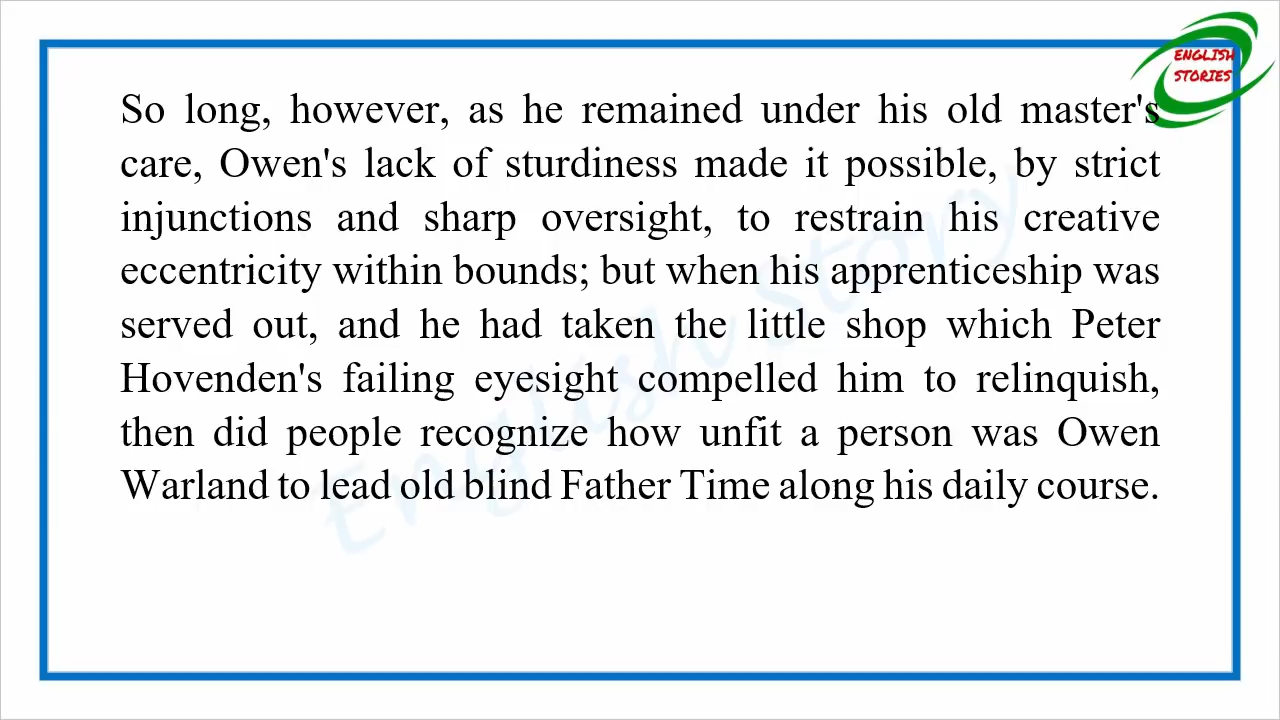 ENGLISH
STORIES
So long, however, as he remained under his old master's
care, Owen's lack of sturdiness made it possible, by strict
injunctions and sharp oversight, to restrain his creative
eccentricity within bounds; but when his apprenticeship was
served out, and he had taken the little shop which Peter
Hovenden's failing eyesight compelled him to relinquish,
then did people recognize how unfit a person was Owen
Warland to lead old blind Father Time along his daily course.
English Story